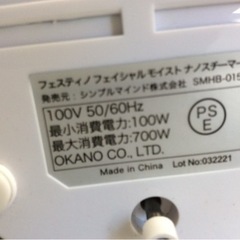 フェスティノ フェイシャル モイスト ナノスチーマー
発売元：シンプルマインド株式会社 SMHB-015
100V 50/60Hz
最小消費電力:100W
最大消費電力:700W
OKANO CO., LTD.
PS
E
Made in China Lot No:032221